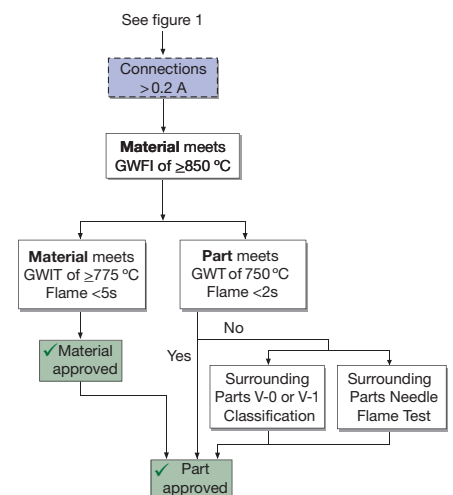 See figure 1
Connections
>0.2 A
Material meets
GWFI of ≥850 ºC
Material meets
GWIT of ≥775 ºC
Flame <5s
Part meets
GWT of 750 ºC
Flame <2s
No
Yes
✓Material
approved
Surrounding
Parts V-0 or V-1
Classification
Surrounding
Parts Needle
Flame Test
✓ Part
approved